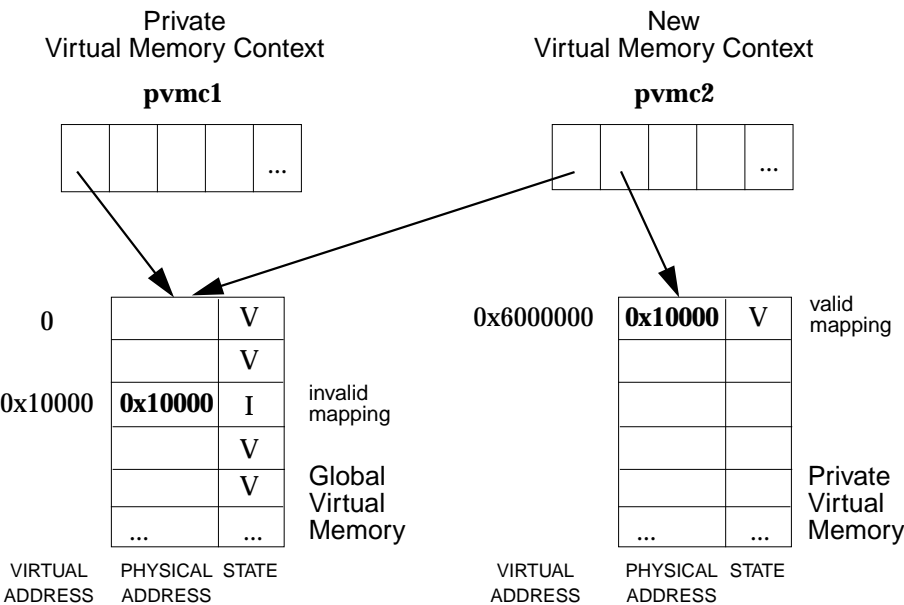 Private
Virtual Memory Context
New
Virtual Memory Context
pvmc1
pvmc2
...
...
0
V
0x6000000
0x10000
V
valid
mapping
V
0x10000
0x10000
I
invalid
mapping
V
V
Global
Virtual
Memory
Private
Virtual
Memory
...
...
...
...
VIRTUAL
ADDRESS
PHYSICAL
ADDRESS
STATE
VIRTUAL
ADDRESS
PHYSICAL
ADDRESS
STATE